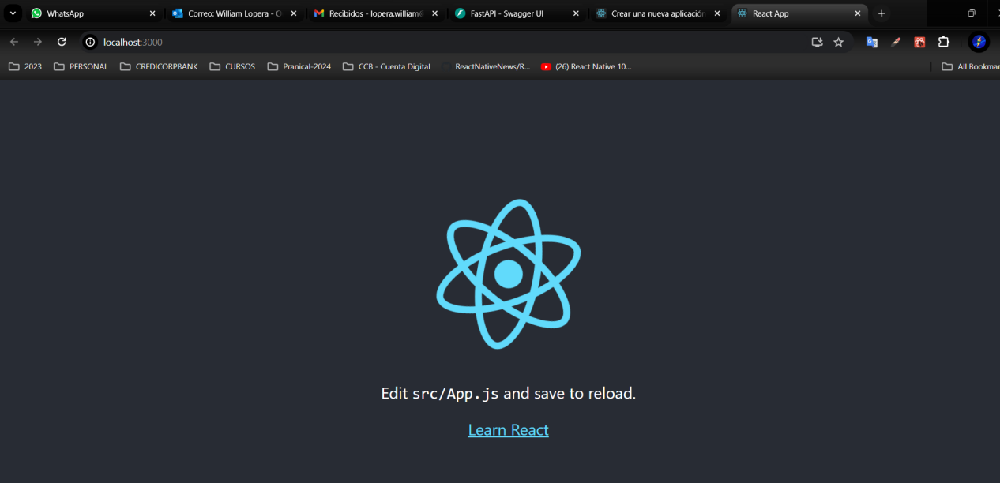 WhatsApp
Correo: William Lopera - O
Recibidos - lopera.william@
FastAPI - Swagger UI
Crear una nueva aplicación
React App
localhost:3000
2023
PERSONAL
CREDICORPBANK
CURSOS
Pranical-2024
CCB - Cuenta Digital
ReactNativeNews/R...
(26) React Native 10...
All Bookmar
Edit src/App.js and save to reload.
Learn React